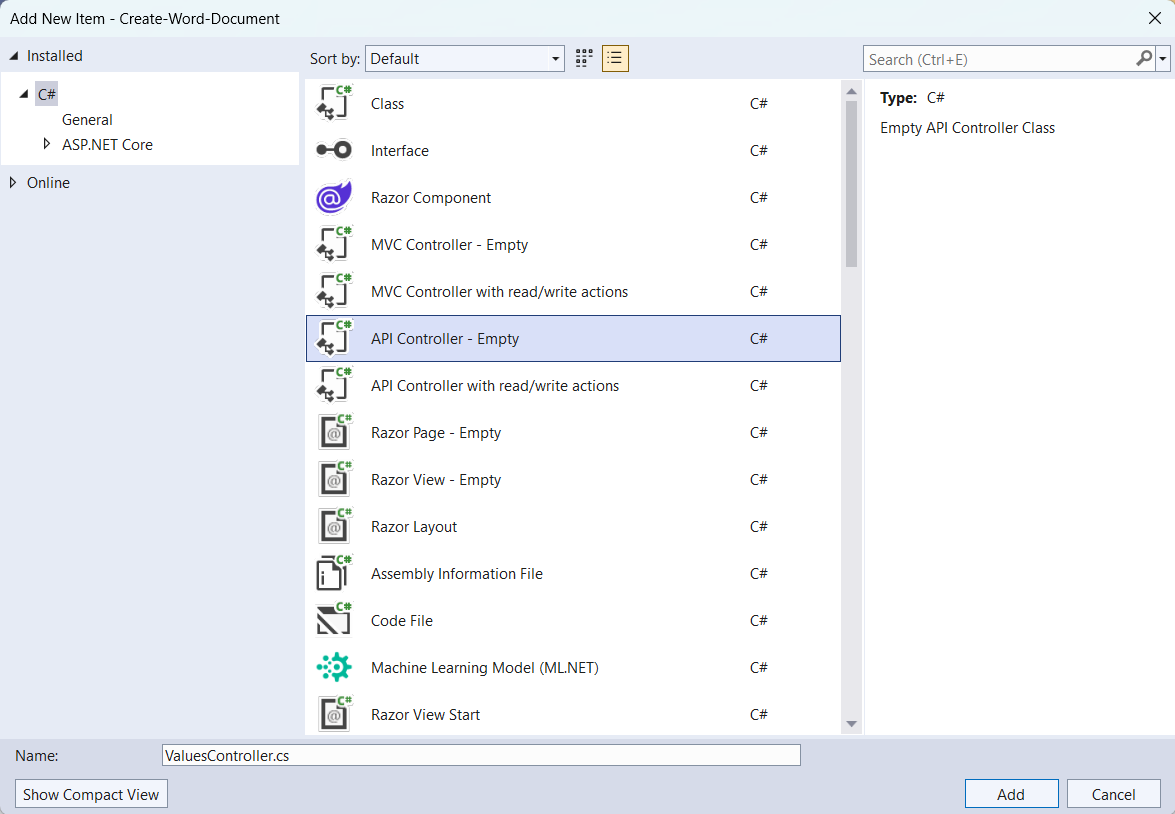 Add New Item - Create-Word-Document
Installed
C#
General
ASP.NET Core
Online
Sort by: Default
Search (Ctrl+E)
C# Class C#
Interface C#
Razor Component C#
C# MVC Controller - Empty C#
C# MVC Controller with read/write actions C#
C# API Controller - Empty C#
C# API Controller with read/write actions C#
C# Razor Page - Empty C#
C# Razor View - Empty C#
C# Razor Layout C#
C# Assembly Information File C#
C# Code File C#
Machine Learning Model (ML.NET) C#
C# Razor View Start C#
Type: C#
Empty API Controller Class
Name: ValuesController.cs
Show Compact View
Add
Cancel